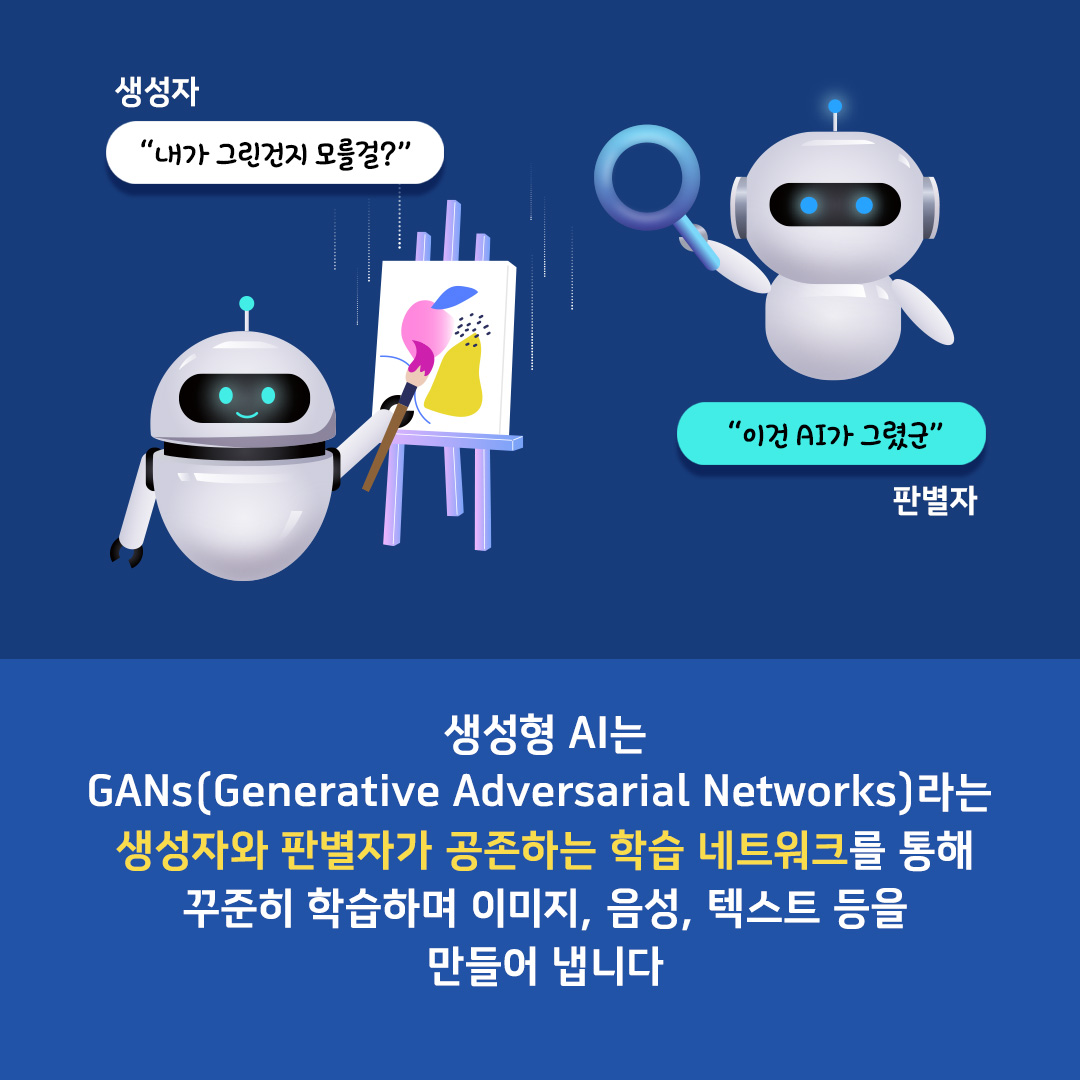 생성자
“내가 그린건지 모를걸?”
“이건 AI가 그렸군”
판별자
생성형 AI는
GANs(Generative Adversarial Networks)라는
생성자와 판별자가 공존하는 학습 네트워크를 통해
꾸준히 학습하며 이미지, 음성, 텍스트 등을
만들어 냅니다